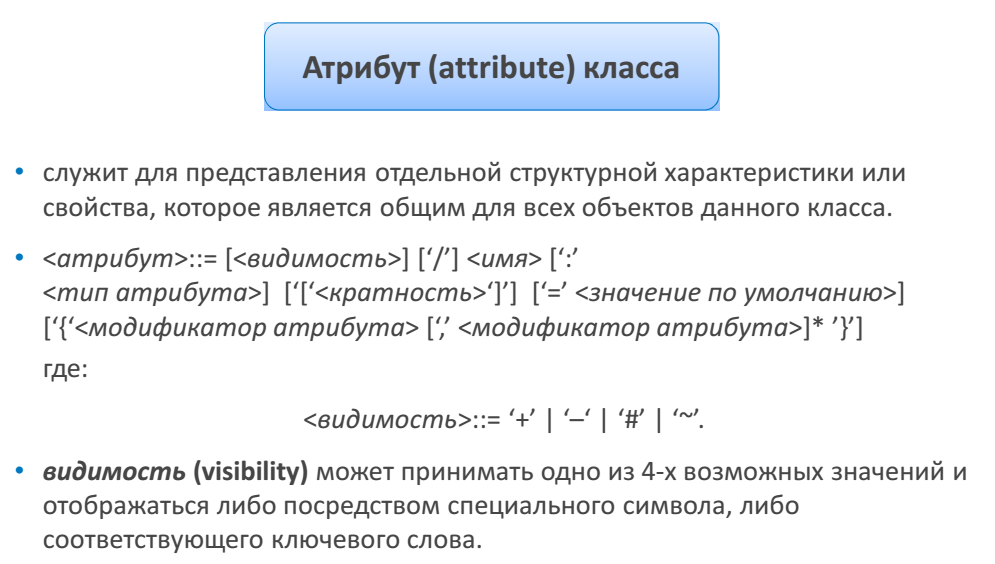 Атрибут (attribute) класса
• служит для представления отдельной структурной характеристики или
свойства, которое является общим для всех объектов данного класса.
• <атрибут>::= [<видимость>] [‘/’] <имя> [‘:’
<тип атрибута>] [‘[‘<кратность>‘]’] [‘=’ <значение по умолчанию>]
[‘{‘<модификатор атрибута> [‘,’ <модификатор атрибута>]* ’}’]
где:
<видимость>::= ‘+’ | ‘–‘ | ‘#’ | ‘~’.
• видимость (visibility) может принимать одно из 4-х возможных значений и
отображаться либо посредством специального символа, либо
соответствующего ключевого слова.